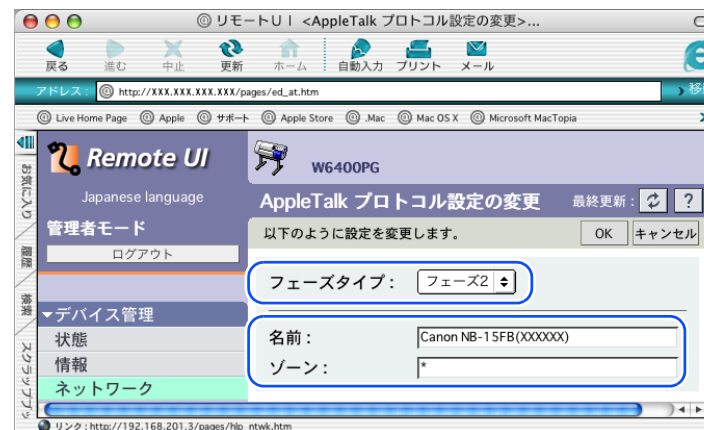 リモートUI <AppleTalk プロトコル設定の変更>...
戻る 進む 中止 更新 ホーム 自動入力 プリント メール
アドレス: http://XXX.XXX.XXX.XXX/pages/ed_at.htm 移動
Live Home Page Apple サポート Apple Store .Mac Mac OS X Microsoft MacTopia
お気に入り
履歴
検索
スクラップブ
Remote UI
Japanese language
管理者モード
ログアウト
▼デバイス管理
状態
情報
ネットワーク
W6400PG
AppleTalk プロトコル設定の変更 最終更新: ?
以下のように設定を変更します。 OK キャンセル
フェーズタイプ: フェーズ2
名前: Canon NB-15FB(XXXXXX)
ゾーン: *
リンク: http://192.168.201.3/pages/hlp_ntwk.htm